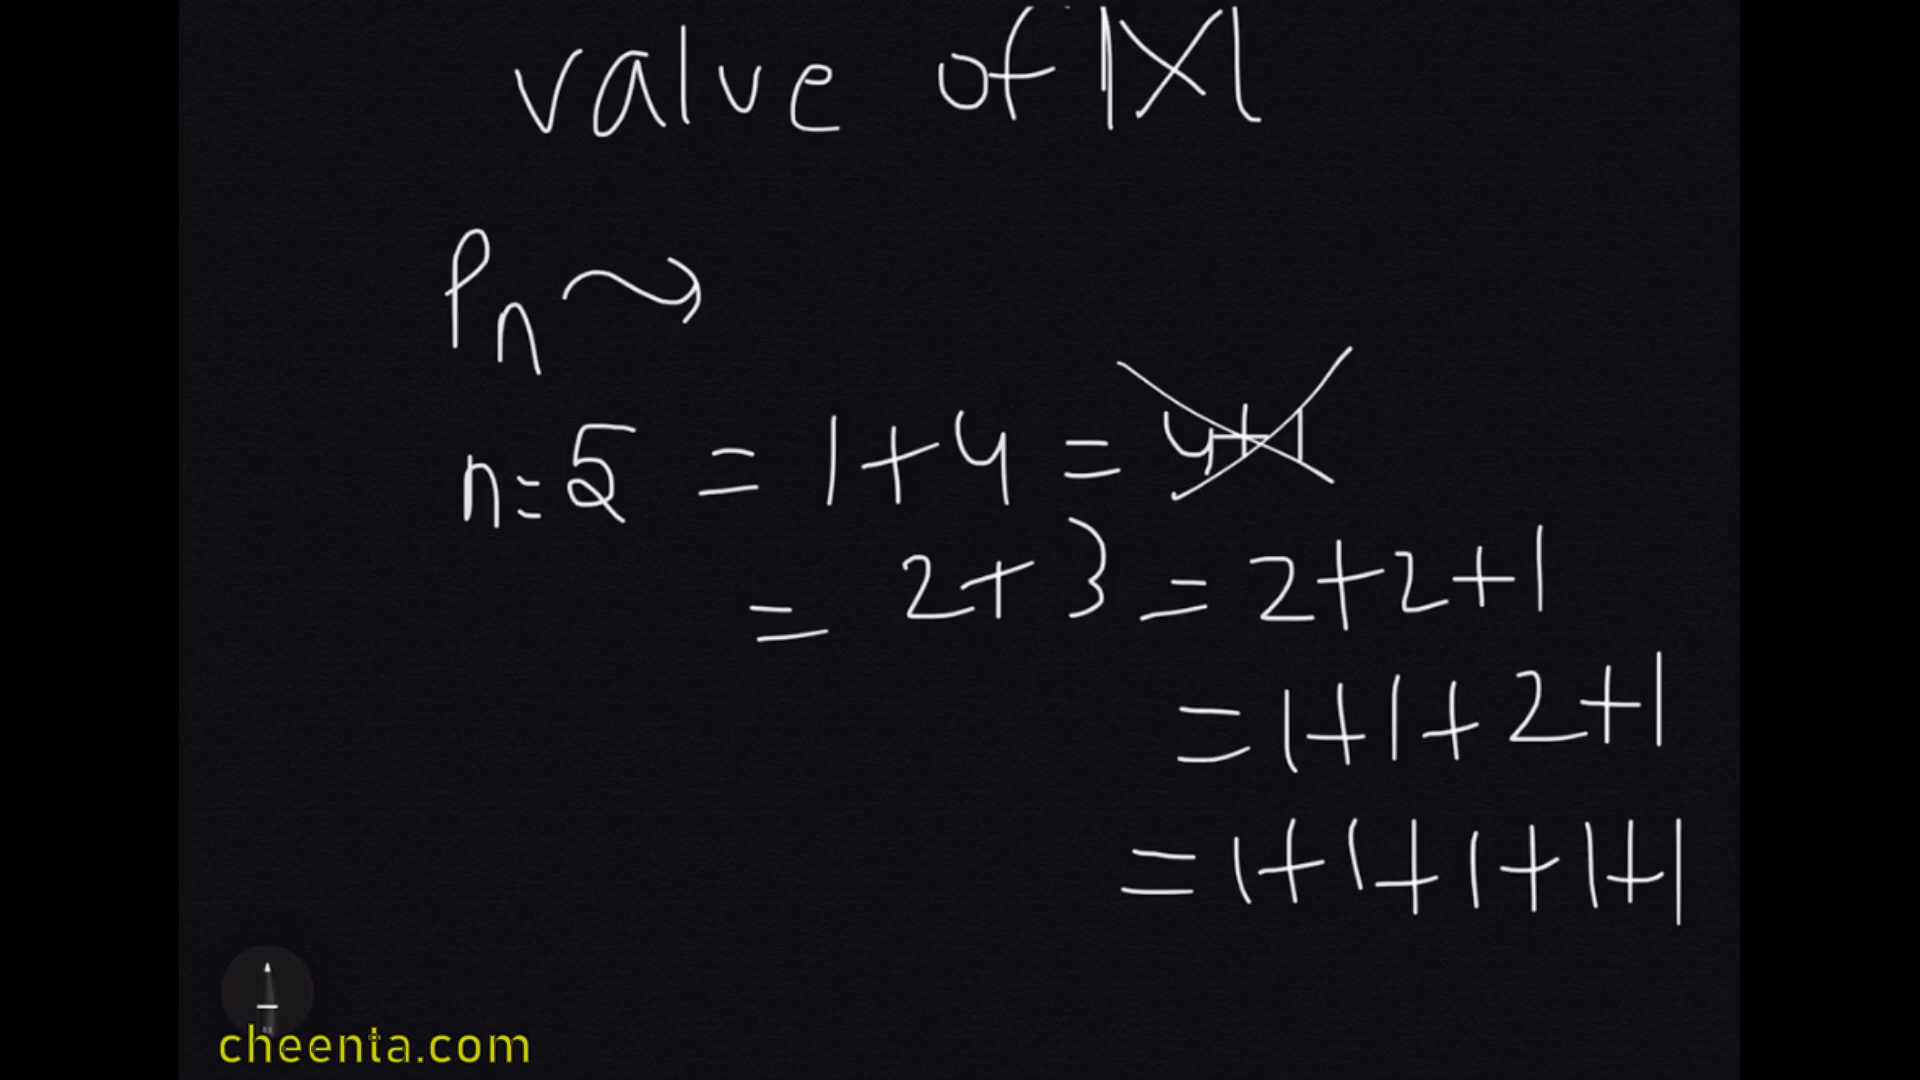 value of |X|
Pn ⤳
n=5 = 1+4 = 4+1
= 2+3 = 2+2+1
= 1+1+2+1
= 1+1+1+1+1
cheenta.com